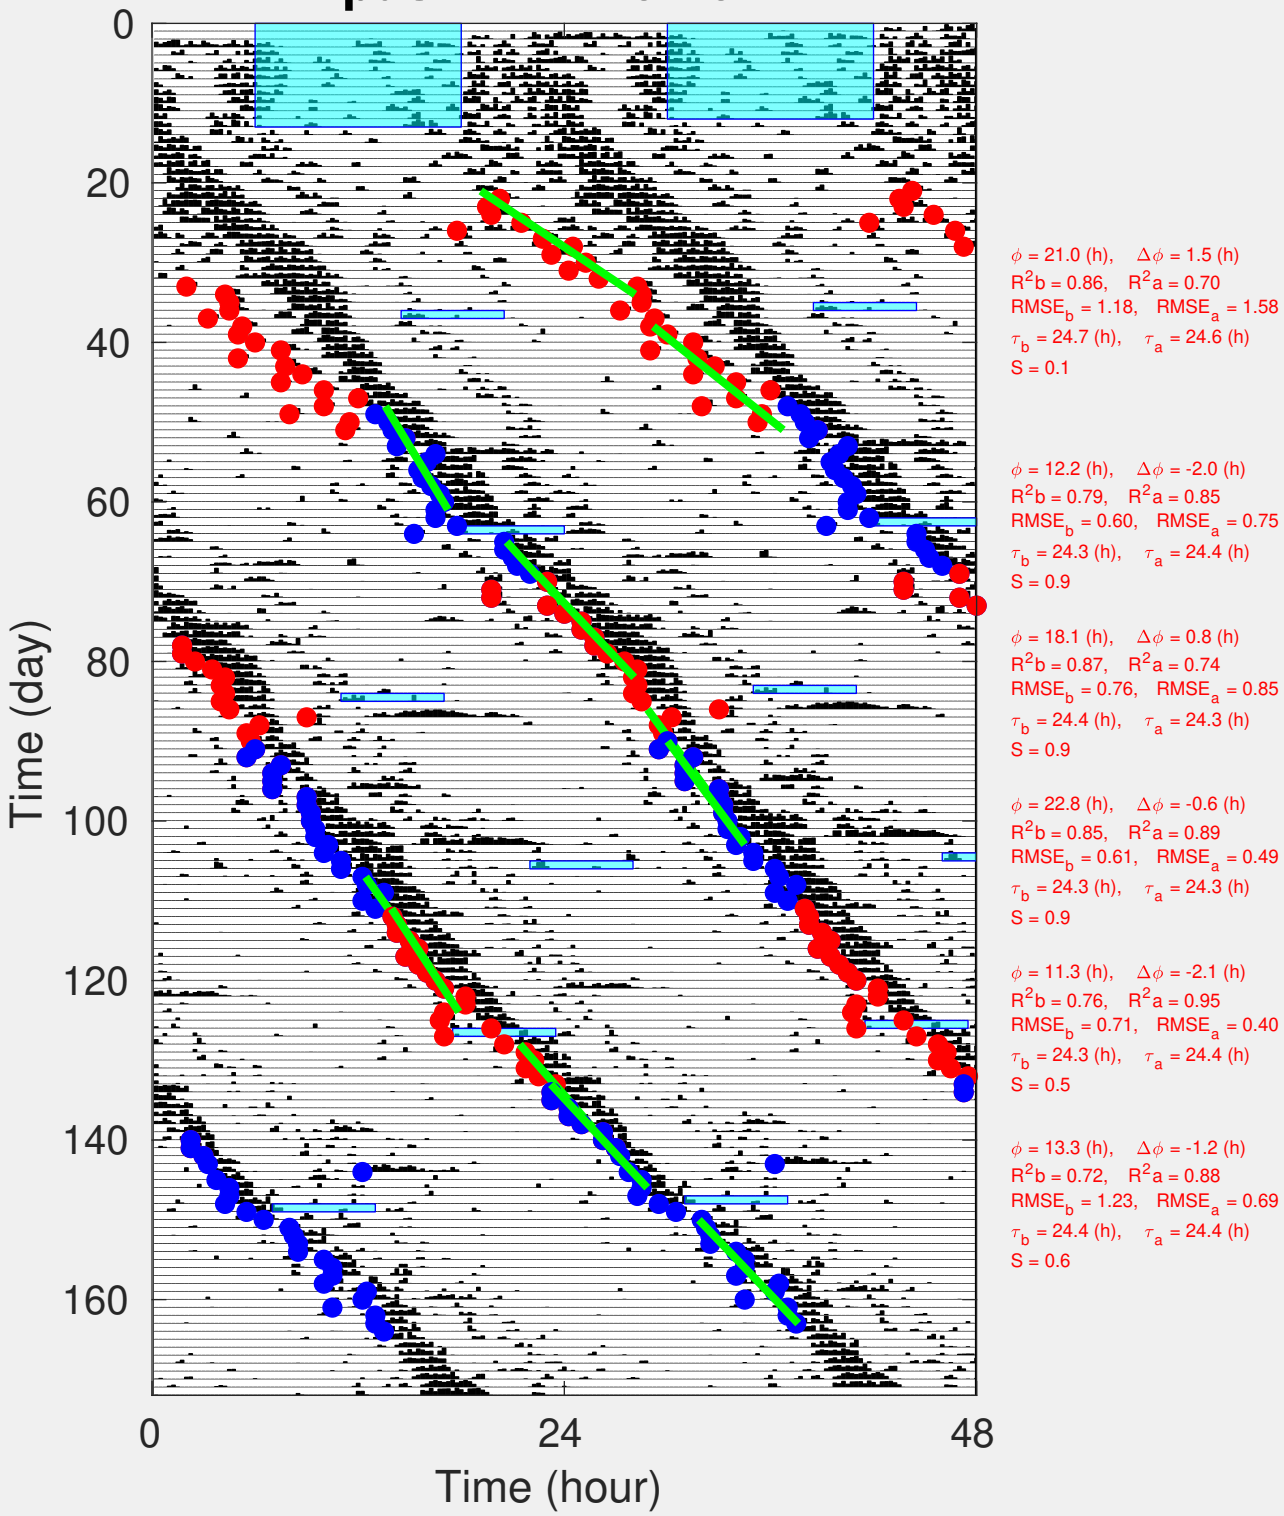 0
20
40
60
80
100
120
140
160
Time (day)
0 24 48
Time (hour)
ϕ = 21.0 (h), Δϕ = 1.5 (h)
R²b = 0.86, R²a = 0.70
RMSE_b = 1.18, RMSE_a = 1.58
τ_b = 24.7 (h), τ_a = 24.6 (h)
S = 0.1
ϕ = 12.2 (h), Δϕ = -2.0 (h)
R²b = 0.79, R²a = 0.85
RMSE_b = 0.60, RMSE_a = 0.75
τ_b = 24.3 (h), τ_a = 24.4 (h)
S = 0.9
ϕ = 18.1 (h), Δϕ = 0.8 (h)
R²b = 0.87, R²a = 0.74
RMSE_b = 0.76, RMSE_a = 0.85
τ_b = 24.4 (h), τ_a = 24.3 (h)
S = 0.9
ϕ = 22.8 (h), Δϕ = -0.6 (h)
R²b = 0.85, R²a = 0.89
RMSE_b = 0.61, RMSE_a = 0.49
τ_b = 24.3 (h), τ_a = 24.3 (h)
S = 0.9
ϕ = 11.3 (h), Δϕ = -2.1 (h)
R²b = 0.76, R²a = 0.95
RMSE_b = 0.71, RMSE_a = 0.40
τ_b = 24.3 (h), τ_a = 24.4 (h)
S = 0.5
ϕ = 13.3 (h), Δϕ = -1.2 (h)
R²b = 0.72, R²a = 0.88
RMSE_b = 1.23, RMSE_a = 0.69
τ_b = 24.4 (h), τ_a = 24.4 (h)
S = 0.6